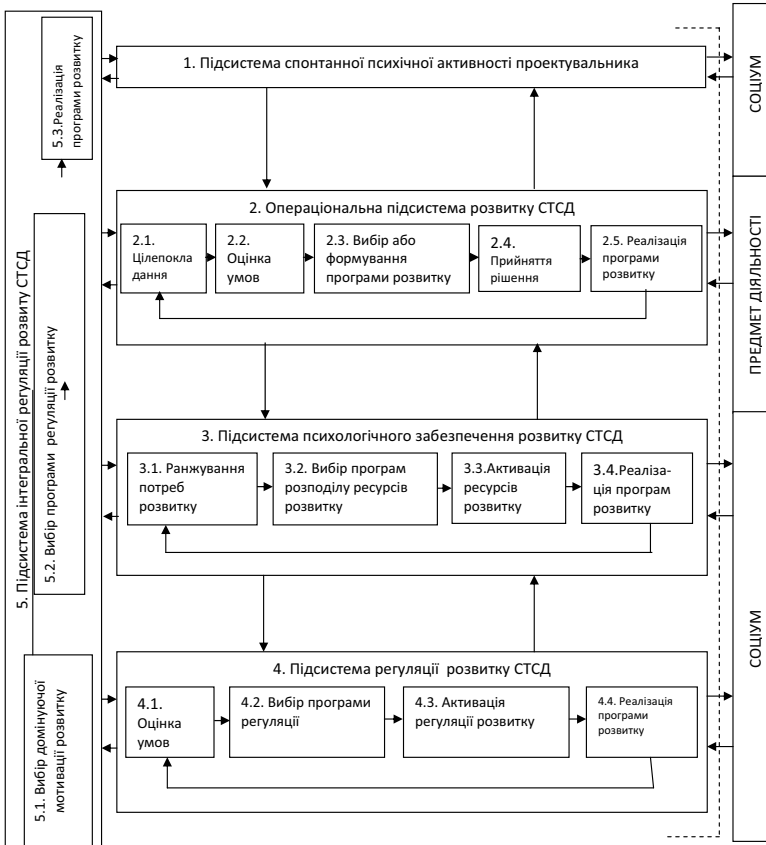 5.3.Реалізація
програми розвитку
5. Підсистема інтегральної регуляції розвиту СТСД
5.2. Вибір програми регуляції розвитку
5.1. Вибір домінуючої
мотивації розвитку
1. Підсистема спонтанної психічної активності проектувальника
2. Операціональна підсистема розвитку СТСД
2.1.
Цілепокла
дання
2.2.
Оцінка
умов
2.3. Вибір або
формування
програми розвитку
2.4.
Прийняття
рішення
2.5. Реалізація
програми
розвитку
3. Підсистема психологічного забезпечення розвитку СТСД
3.1. Ранжування
потреб
розвитку
3.2. Вибір програм
розподілу ресурсів
розвитку
3.3.Активація
ресурсів
розвитку
3.4.Реаліза-
ція програм
розвитку
4. Підсистема регуляції розвитку СТСД
4.1.
Оцінка
умов
4.2. Вибір програми
регуляції
4.3. Активація
регуляції розвитку
4.4. Реалізація
програми
розвитку
СОЦІУМ
ПРЕДМЕТ ДІЯЛЬНОСТІ
СОЦІУМ